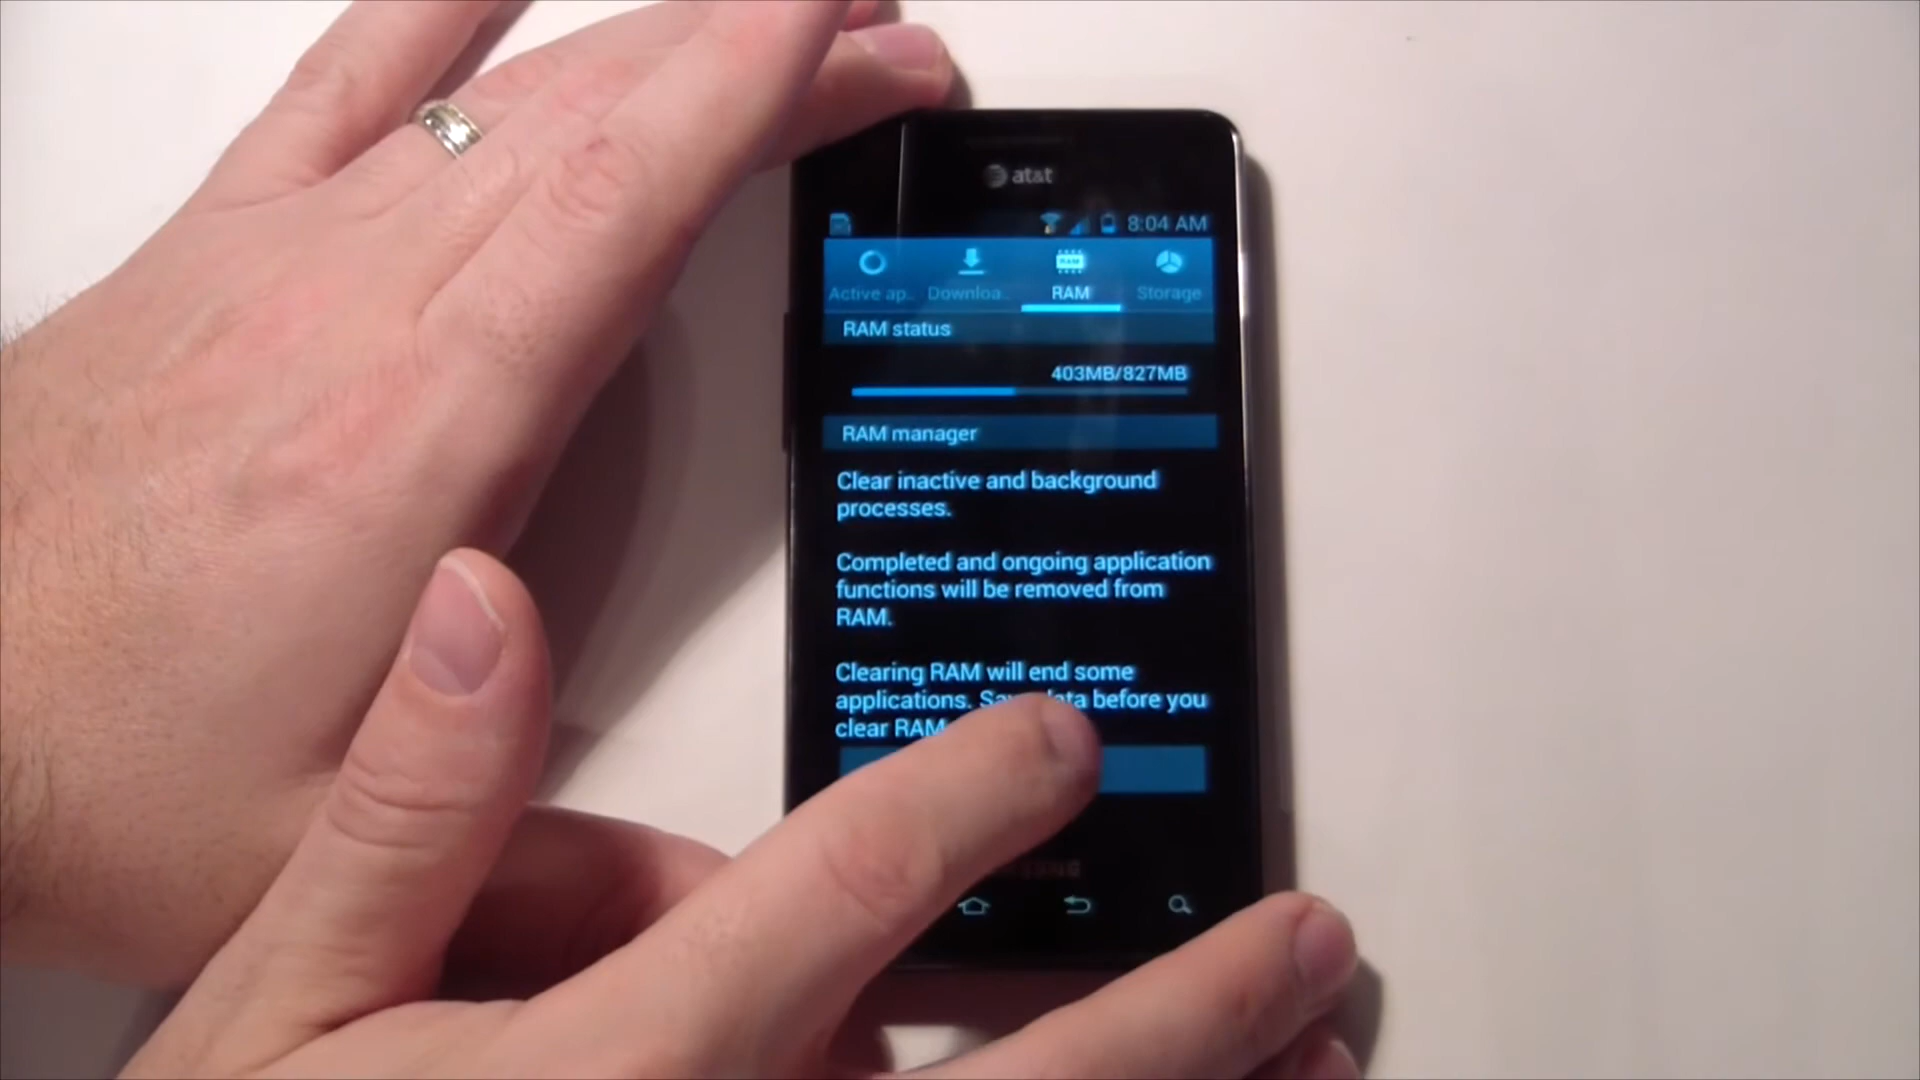 at&t
8:04 AM
Active ap..
Downloa..
RAM
RAM
Storage
RAM status
403MB/827MB
RAM manager
Clear inactive and background
processes.
Completed and ongoing application
functions will be removed from
RAM.
Clearing RAM will end some
applications. before you
clear RAM